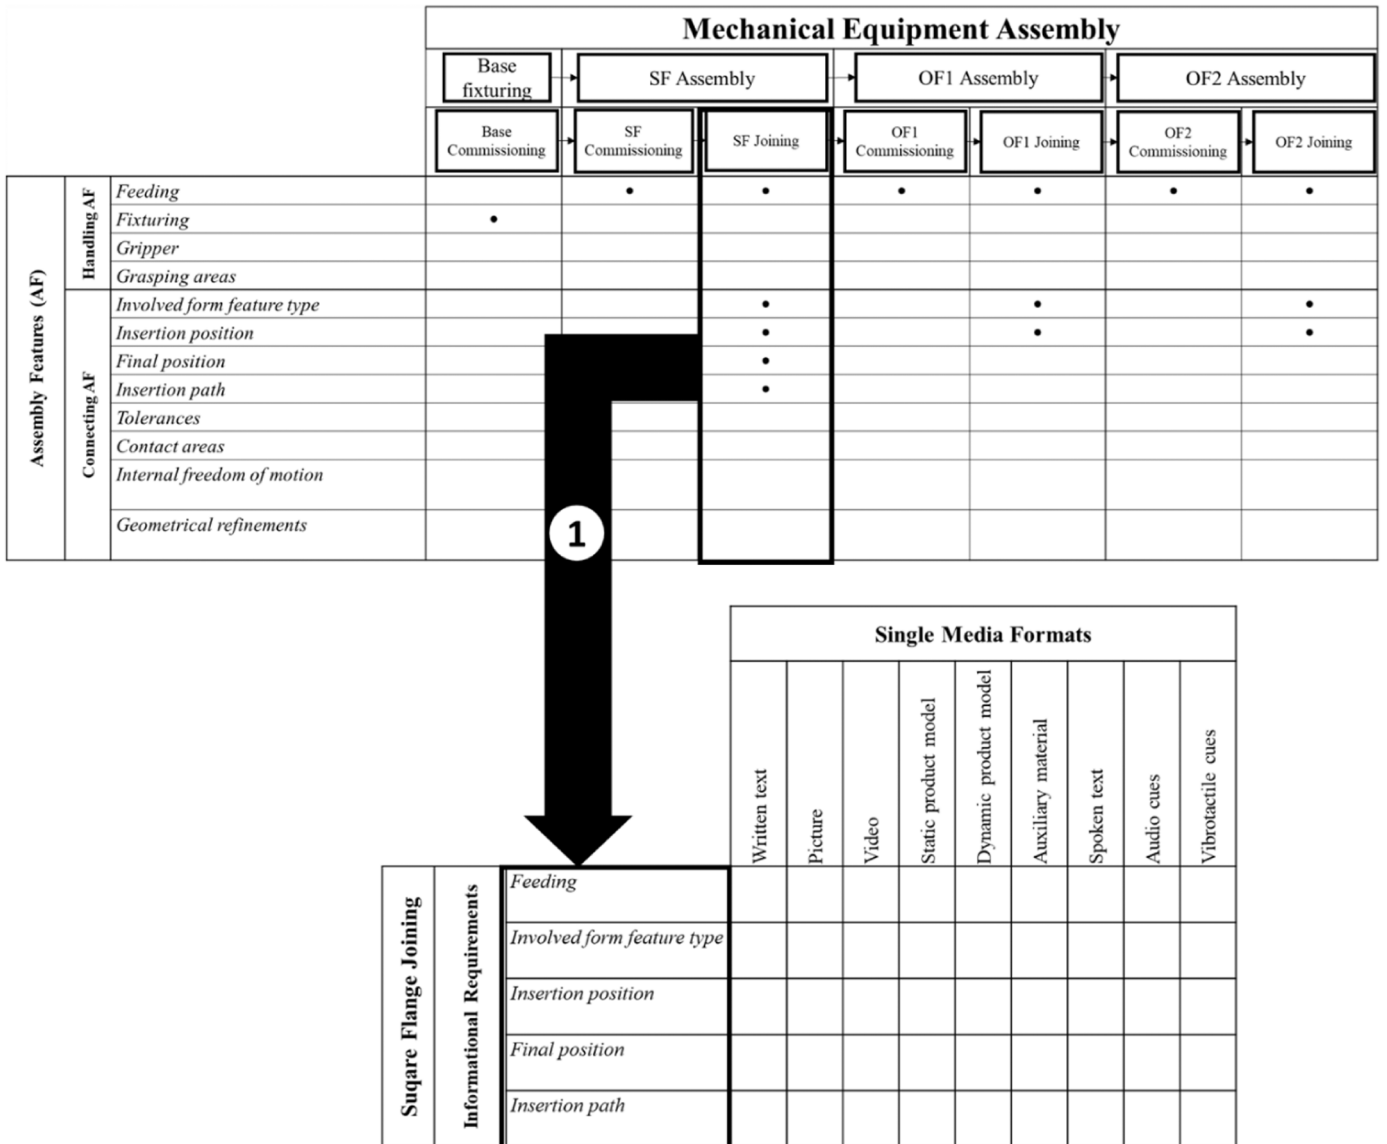 Mechanical Equipment Assembly
Base
fixturing
SF Assembly
OF1 Assembly
OF2 Assembly
Base
Commissioning
SF
Commissioning
SF Joining
OF1
Commissioning
OF1 Joining
OF2
Commissioning
OF2 Joining
Assembly Features (AF)
Handling AF
Feeding
Fixturing
Gripper
Grasping areas
Connecting AF
Involved form feature type
Insertion position
Final position
Insertion path
Tolerances
Contact areas
Internal freedom of motion
Geometrical refinements
1
Single Media Formats
Written text
Picture
Video
Static product model
Dynamic product model
Auxiliary material
Spoken text
Audio cues
Vibrotactile cues
Suqare Flange Joining
Informational Requirements
Feeding
Involved form feature type
Insertion position
Final position
Insertion path